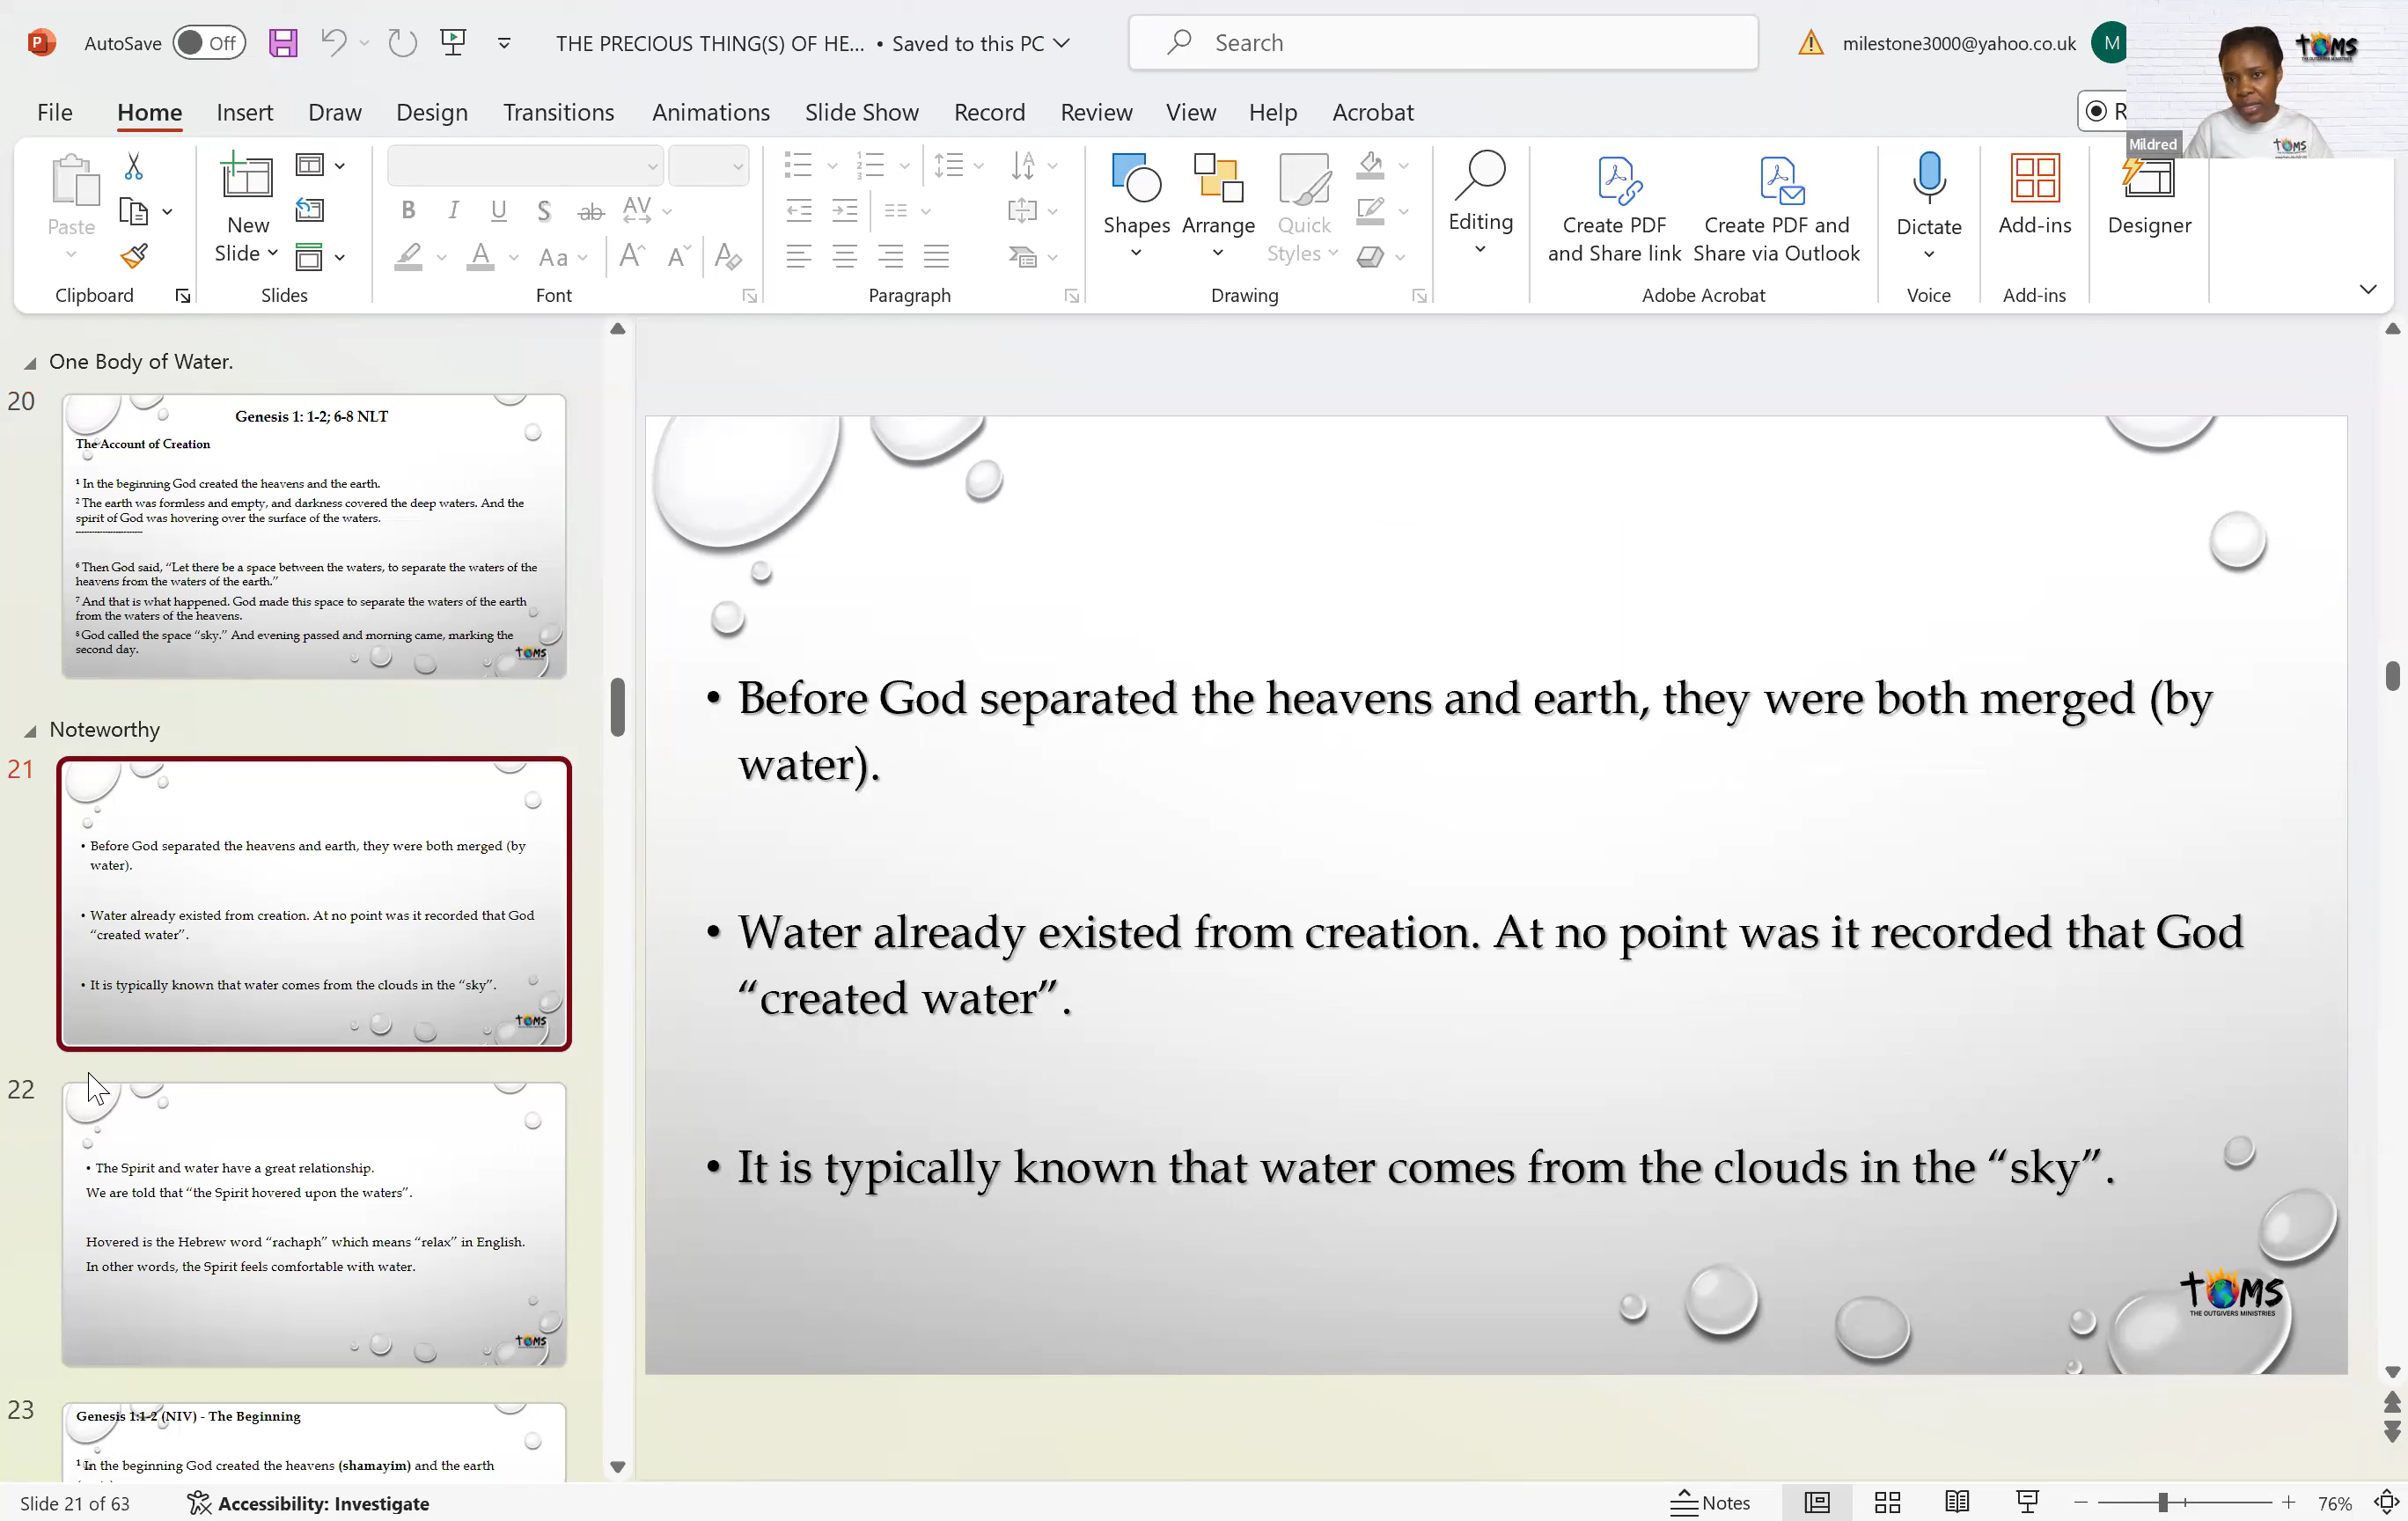 AutoSave Off THE PRECIOUS THING(S) OF HE... • Saved to this PC Search milestone3000@yahoo.co.uk M TOMS
File Home Insert Draw Design Transitions Animations Slide Show Record Review View Help Acrobat
Mildred TOMS
Paste New Slide B I U S ab AV Aa A A A
Shapes Arrange Quick Styles Editing Create PDF and Share link Create PDF and Share via Outlook Dictate Add-ins Designer
Clipboard Slides Font Paragraph Drawing Adobe Acrobat Voice Add-ins
One Body of Water.
20
Genesis 1: 1-2; 6-8 NLT
The Account of Creation
1 In the beginning God created the heavens and the earth.
2 The earth was formless and empty, and darkness covered the deep waters. And the
spirit of God was hovering over the surface of the waters.
6 Then God said, “Let there be a space between the waters, to separate the waters of the
heavens from the waters of the earth.”
7 And that is what happened. God made this space to separate the waters of the earth
from the waters of the heavens.
8 God called the space “sky.” And evening passed and morning came, marking the
second day.
TOMS
Noteworthy
21
• Before God separated the heavens and earth, they were both merged (by
water).
• Water already existed from creation. At no point was it recorded that God
“created water”.
• It is typically known that water comes from the clouds in the “sky”.
TOMS
22
• The Spirit and water have a great relationship.
We are told that “the Spirit hovered upon the waters”.
Hovered is the Hebrew word “rachaph” which means “relax” in English.
In other words, the Spirit feels comfortable with water.
TOMS
23
Genesis 1:1-2 (NIV) - The Beginning
1 In the beginning God created the heavens (shamayim) and the earth
• Before God separated the heavens and earth, they were both merged (by
water).
• Water already existed from creation. At no point was it recorded that God
“created water”.
• It is typically known that water comes from the clouds in the “sky”.
TOMS
THE OUTGIVERS MINISTRIES
Slide 21 of 63 Accessibility: Investigate Notes 76%